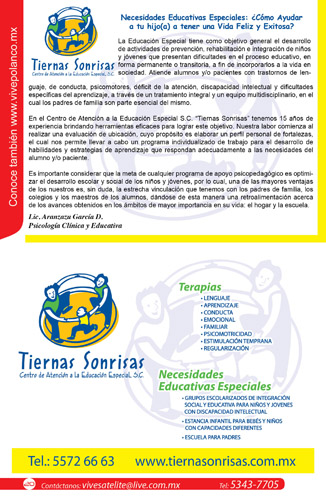 Necesidades Educativas Especiales: ¿Cómo Ayudar
a tu hijo(a) a tener una Vida Feliz y Exitosa?
Conoce también www.vivepolanco.mx
Tiernas Sonrisas
Centro de Atención a la Educación Especial, S.C.
La Educación Especial tiene como objetivo general el desarrollo
de actividades de prevención, rehabilitación e integración de niños
y jóvenes que presentan dificultades en el proceso educativo, en
forma permanente o transitoria, a fin de incorporarlos a la vida en
sociedad. Atiende alumnos y/o pacientes con trastornos de len-
guaje, de conducta, psicomotores, déficit de la atención, discapacidad intelectual y dificultades
específicas del aprendizaje, a través de un tratamiento integral y un equipo multidisciplinario, en el
cual los padres de familia son parte esencial del mismo.
En el Centro de Atención a la Educación Especial S.C. "Tiernas Sonrisas" tenemos 15 años de
experiencia brindando herramientas eficaces para lograr este objetivo. Nuestra labor comienza al
realizar una evaluación de ubicación, cuyo propósito es elaborar un perfil personal de fortalezas,
el cual nos permite llevar a cabo un programa individualizado de trabajo para el desarrollo de
habilidades y estrategias de aprendizaje que respondan adecuadamente a las necesidades del
alumno y/o paciente.
Es importante considerar que la meta de cualquier programa de apoyo psicopedagógico es optimi-
zar el desarrollo escolar y social de los niños y jóvenes, por lo cual, una de las mayores ventajas
de los nuestros es, sin duda, la estrecha vinculación que tenemos con los padres de familia, los
colegios y los maestros de los alumnos, dándose de esta manera una retroalimentación acerca
de los avances obtenidos en los ámbitos de mayor importancia en su vida: el hogar y la escuela.
Lic. Aranzazu García D.
Psicología Clínica y Educativa
Tiernas Sonrisas
Centro de Atención a la Educación Especial, S.C.
Terapias
• LENGUAJE
• APRENDIZAJE
• CONDUCTA
• EMOCIONAL
• FAMILIAR
• PSICOMOTRICIDAD
• ESTIMULACIÓN TEMPRANA
• REGULARIZACIÓN
Necesidades
Educativas Especiales
• GRUPOS ESCOLARIZADOS DE INTEGRACIÓN
SOCIAL Y EDUCATIVA PARA NIÑOS Y JOVENES
CON DISCAPACIDAD INTELECTUAL
• ESTANCIA INFANTIL PARA BEBÉS Y NIÑOS
CON CAPACIDADES DIFERENTES
• ESCUELA PARA PADRES
Tel.: 5572 66 63 www.tiernasonrisas.com.mx
Contáctanos: vivesatelite@live.com.mx Tel: 5343-7705